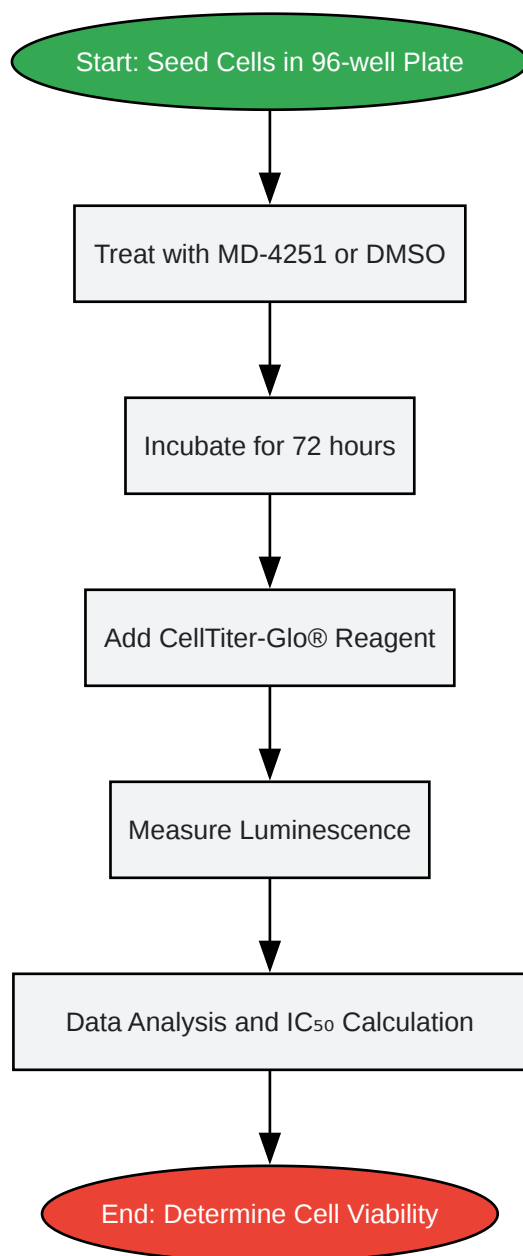 Start: Seed Cells in 96-well Plate
Treat with MD-4251 or DMSO
Incubate for 72 hours
Add CellTiter-Glo® Reagent
Measure Luminescence
Data Analysis and IC₅₀ Calculation
End: Determine Cell Viability